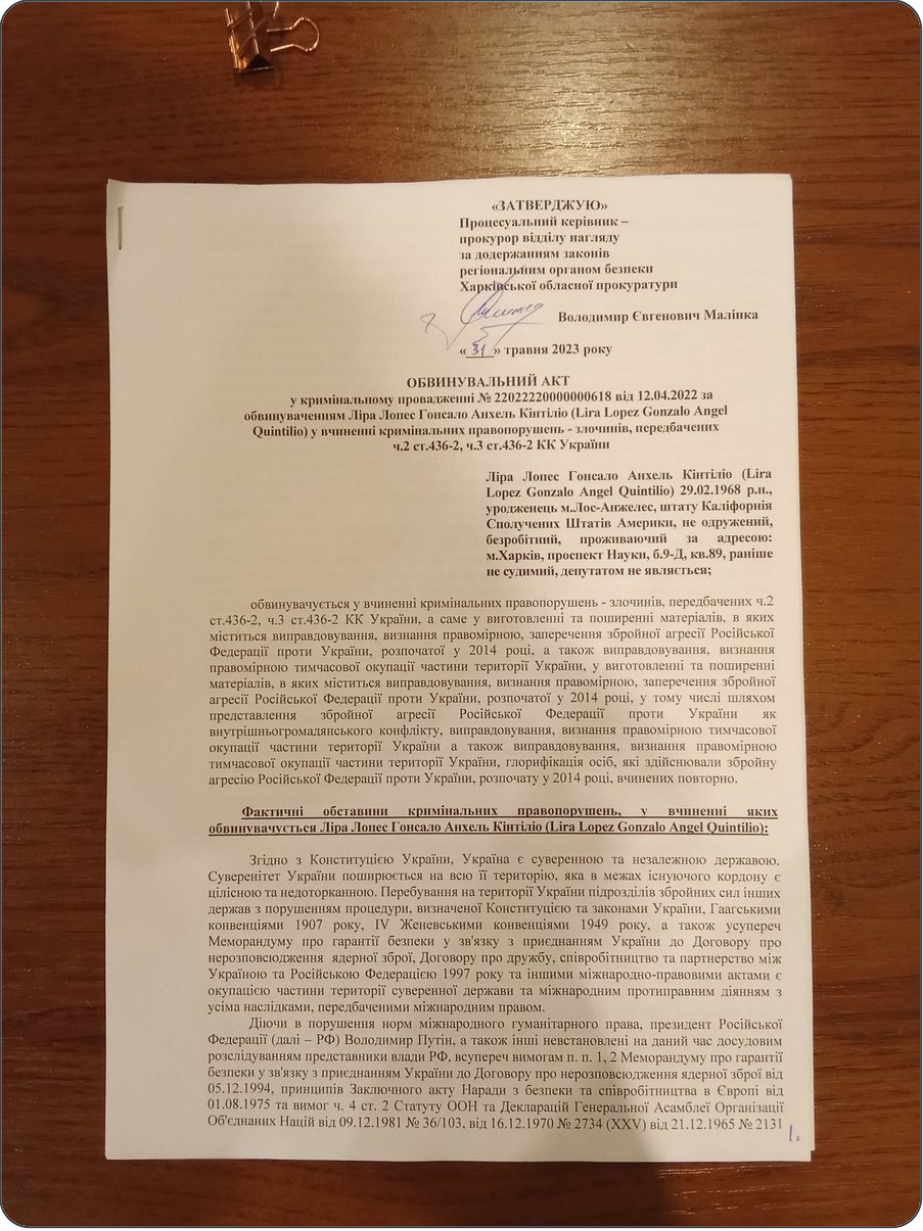 «ЗАТВЕРДЖУЮ»
Процесуальний керівник –
прокурор відділу нагляду
за додержанням законів
регіональним органом безпеки
Харківської обласної прокуратури
Володимир Євгенович Малінка
« 31 » травня 2023 року
ОБВИНУВАЛЬНИЙ АКТ
у кримінальному провадженні № 22022220000000618 від 12.04.2022 за
обвинуваченням Ліра Лопес Гонсало Анхель Кінтіліо (Lira Lopez Gonzalo Angel
Quintilio) у вчиненні кримінальних правопорушень - злочинів, передбачених
ч.2 ст.436-2, ч.3 ст.436-2 КК України
Ліра Лопес Гонсало Анхель Кінтіліо (Lira
Lopez Gonzalo Angel Quintilio) 29.02.1968 р.н.,
уродженець м.Лос-Анжелес, штату Каліфорнія
Сполучених Штатів Америки, не одружений,
безробітний, проживаючий за адресою:
м.Харків, проспект Науки, б.9-Д, кв.89, раніше
не судимий, депутатом не являється;
обвинувачується у вчиненні кримінальних правопорушень - злочинів, передбачених ч.2
ст.436-2, ч.3 ст.436-2 КК України, а саме у виготовленні та поширенні матеріалів, в яких
міститься виправдовування, визнання правомірною, заперечення збройної агресії Російської
Федерації проти України, розпочатої у 2014 році, а також виправдовування, визнання
правомірною тимчасової окупації частини території України, у виготовленні та поширенні
матеріалів, в яких міститься виправдовування, визнання правомірною, заперечення збройної
агресії Російської Федерації проти України, розпочатої у 2014 році, у тому числі шляхом
представлення збройної агресії Російської Федерації проти України як
внутрішньогромадянського конфлікту, виправдовування, визнання правомірною тимчасової
окупації частини території України а також виправдовування, визнання правомірною
тимчасової окупації частини території України, глорифікація осіб, які здійснювали збройну
агресію Російської Федерації проти України, розпочату у 2014 році, вчинених повторно.
Фактичні обставини кримінальних правопорушень, у вчиненні яких
обвинувачується Ліра Лопес Гонсало Анхель Кінтіліо (Lira Lopez Gonzalo Angel Quintilio):
Згідно з Конституцією України, Україна є суверенною та незалежною державою.
Суверенітет України поширюється на всю її територію, яка в межах існуючого кордону є
цілісною та недоторканною. Перебування на території України підрозділів збройних сил інших
держав з порушенням процедури, визначеної Конституцією та законами України, Гаагськими
конвенціями 1907 року, IV Женевськими конвенціями 1949 року, а також усупереч
Меморандуму про гарантії безпеки у зв'язку з приєднанням України до Договору про
нерозповсюдження ядерної зброї, Договору про дружбу, співробітництво та партнерство між
Україною та Російською Федерацією 1997 року та іншими міжнародно-правовими актами є
окупацією частини території суверенної держави та міжнародним протиправним діянням з
усіма наслідками, передбаченими міжнародним правом.
Діючи в порушення норм міжнародного гуманітарного права, президент Російської
Федерації (далі – РФ) Володимир Путін, а також інші невстановлені на даний час досудовим
розслідуванням представники влади РФ, всупереч вимогам п. п. 1, 2 Меморандуму про гарантії
безпеки у зв'язку з приєднанням України до Договору про нерозповсюдження ядерної зброї від
05.12.1994, принципів Заключного акту Наради з безпеки та співробітництва в Європі від
01.08.1975 та вимог ч. 4 ст. 2 Статуту ООН та Декларацій Генеральної Асамблеї Організації
Об'єднаних Націй від 09.12.1981 № 36/103, від 16.12.1970 № 2734 (XXV) від 21.12.1965 № 2131
1.